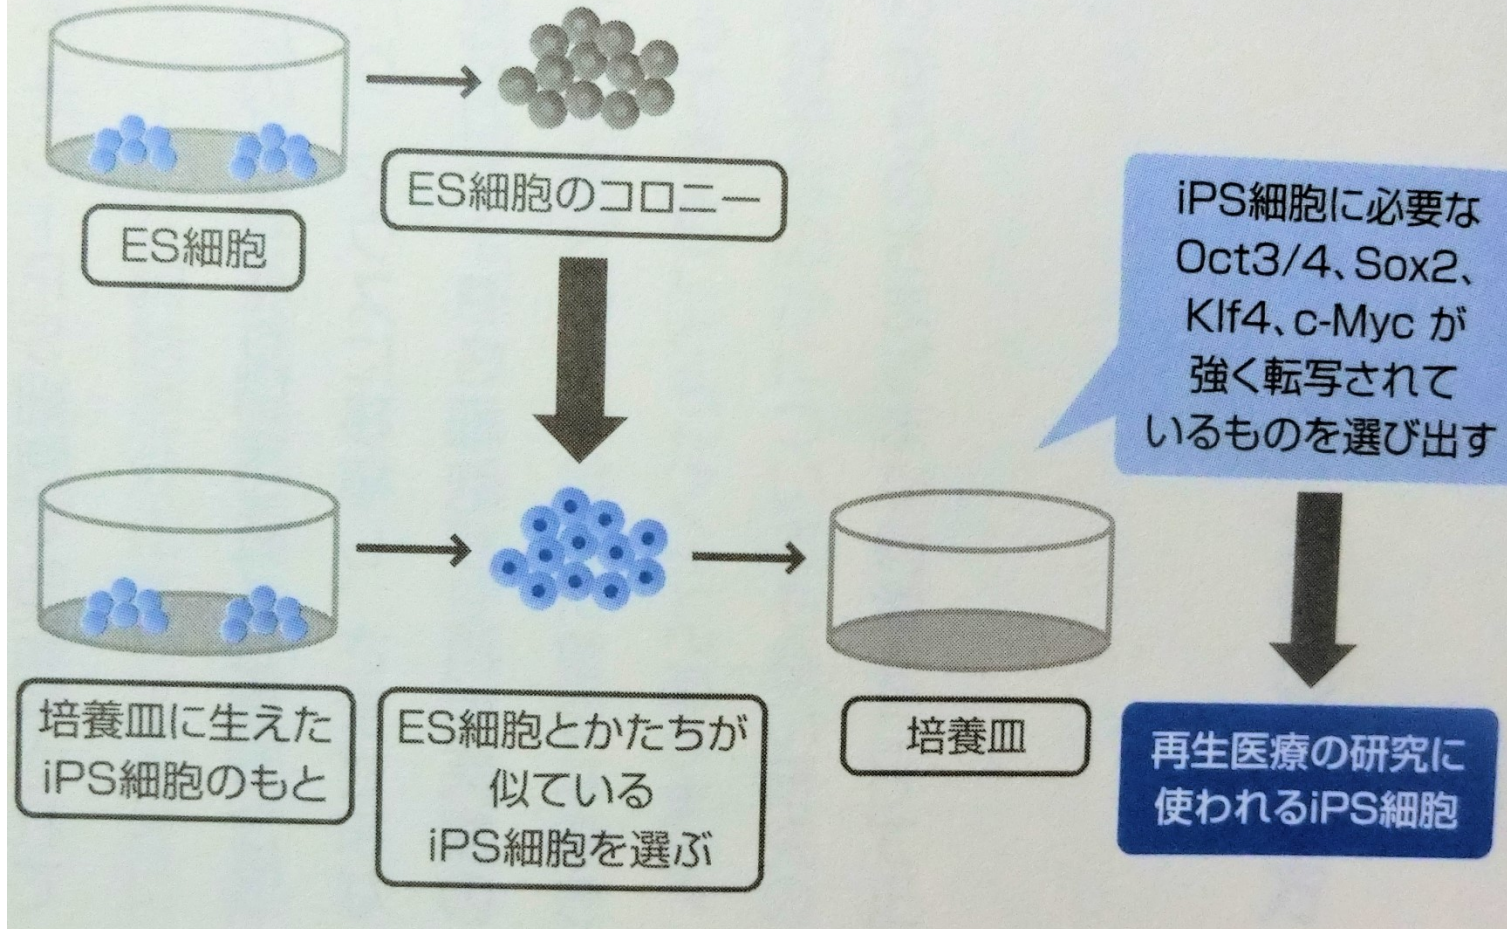 ES細胞
ES細胞のコロニー
iPS細胞に必要な
Oct3/4、Sox2、
Klf4、c-Myc が
強く転写されて
いるものを選び出す
培養皿に生えた
iPS細胞のもと
ES細胞とかたちが
似ている
iPS細胞を選ぶ
培養皿
再生医療の研究に
使われるiPS細胞